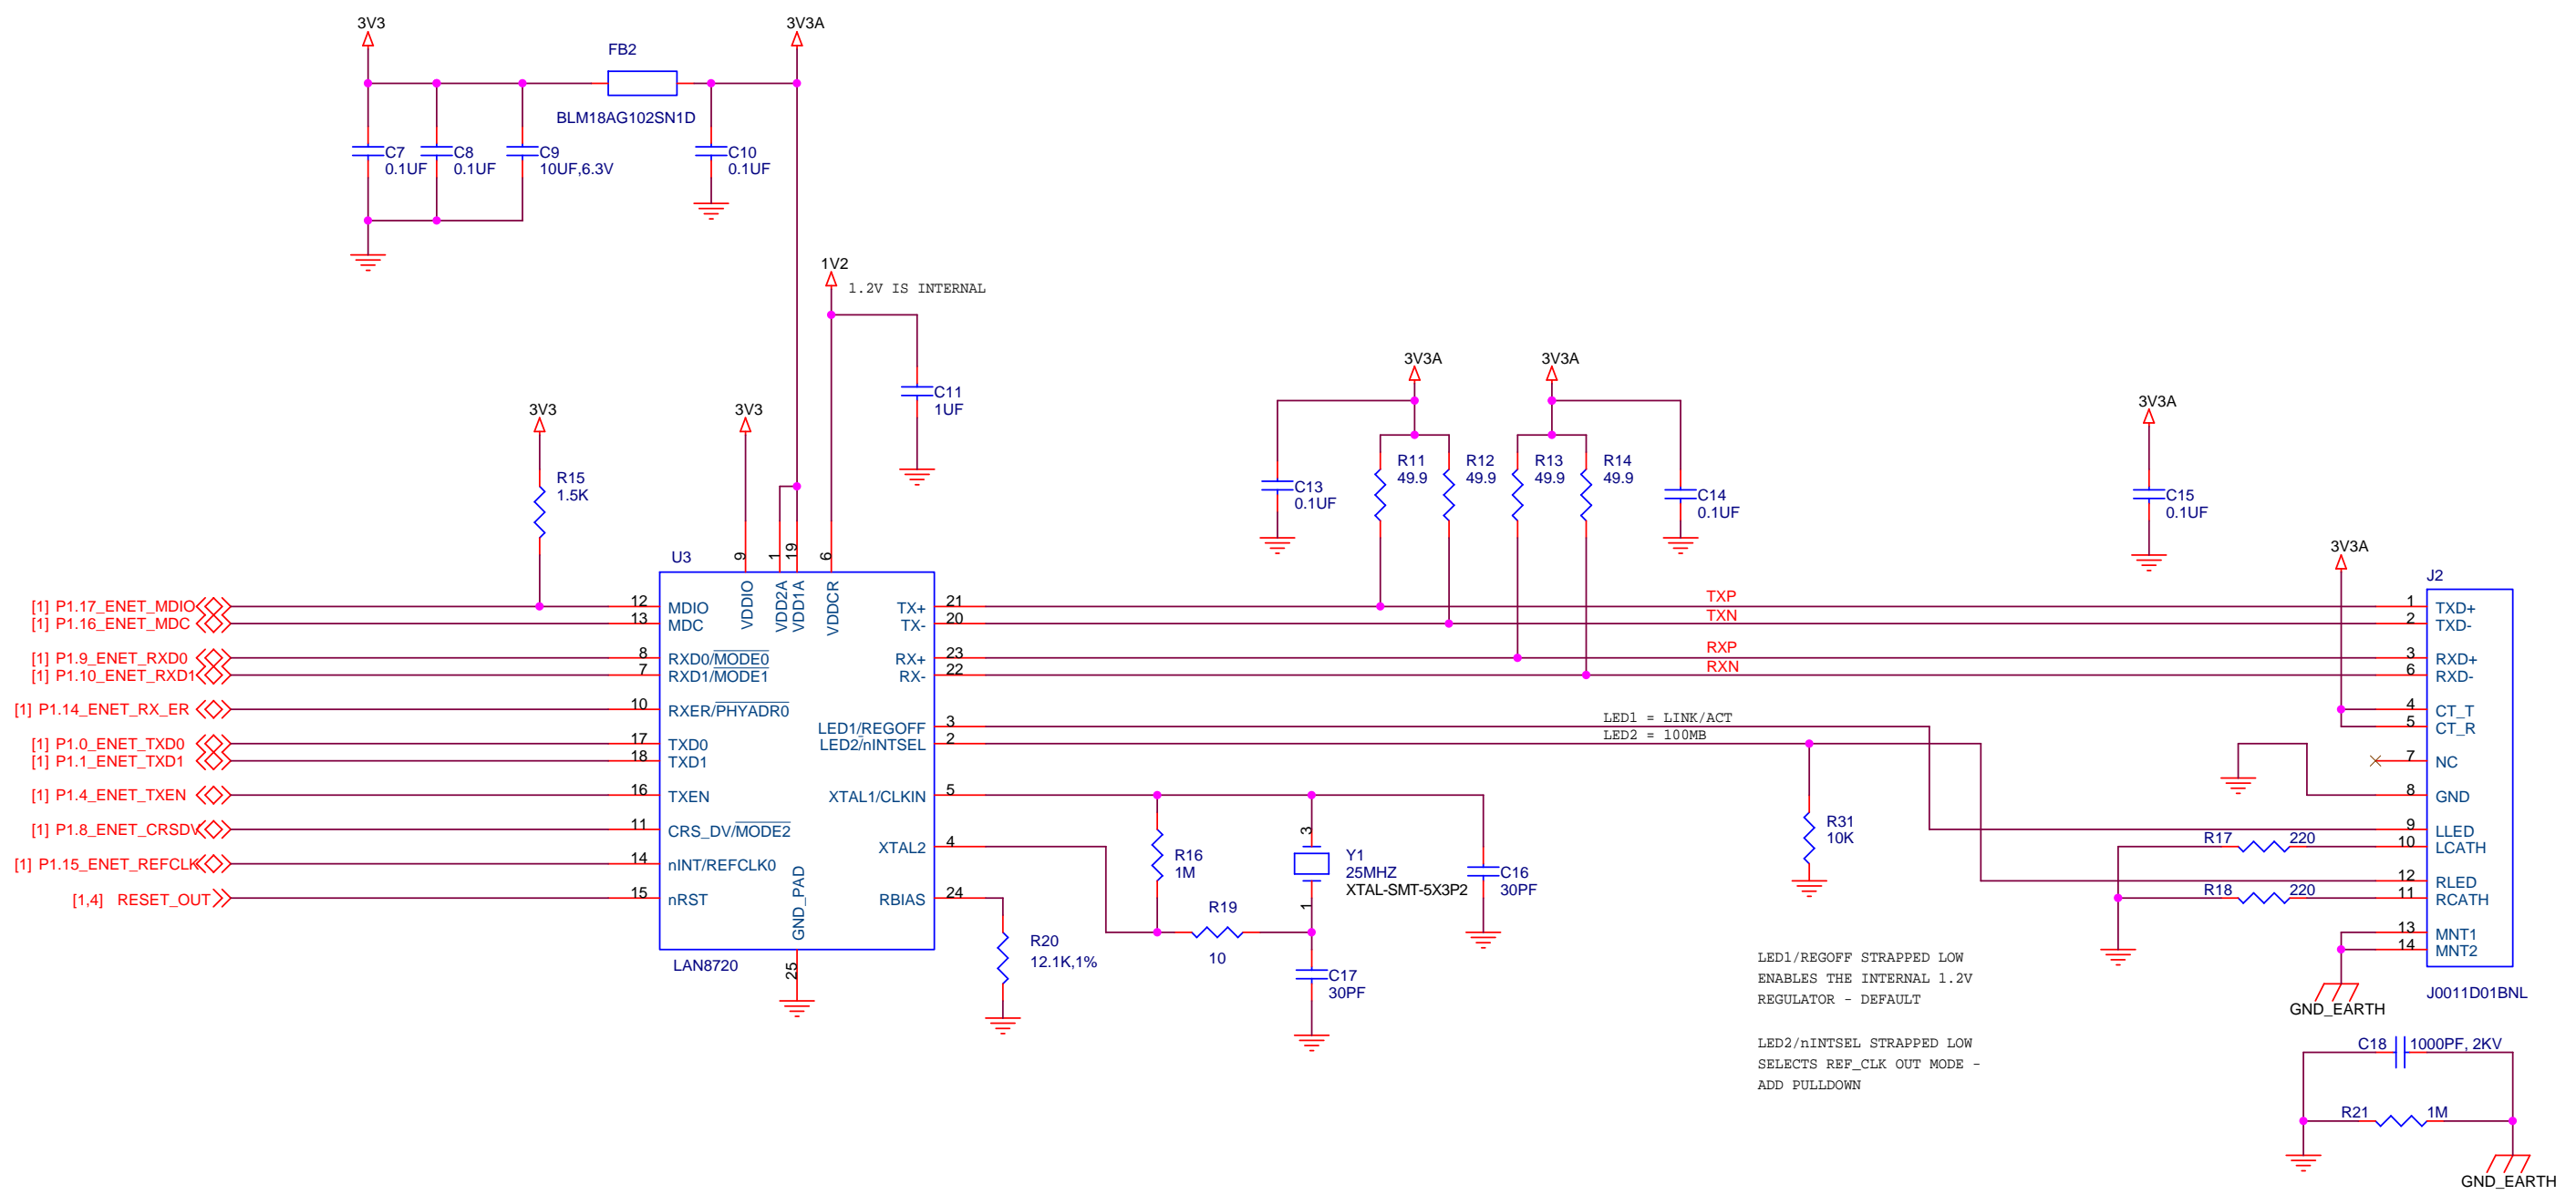 3V3
3V3A
FB2
BLM18AG102SN1D
C7
0.1UF
C8
0.1UF
C9
10UF,6.3V
C10
0.1UF
1V2
1.2V IS INTERNAL
C11
1UF
3V3
3V3
R15
1.5K
3V3A
3V3A
C13
0.1UF
R11
49.9
R12
49.9
R13
49.9
R14
49.9
C14
0.1UF
3V3A
C15
0.1UF
3V3A
U3
9
1
19
6
VDDIO
VDD2A
VDD1A
VDDCR
[1] P1.17_ENET_MDIO
12
MDIO
[1] P1.16_ENET_MDC
13
MDC
[1] P1.9_ENET_RXD0
8
RXD0/MODE0
[1] P1.10_ENET_RXD1
7
RXD1/MODE1
[1] P1.14_ENET_RX_ER
10
RXER/PHYADR0
[1] P1.0_ENET_TXD0
17
TXD0
[1] P1.1_ENET_TXD1
18
TXD1
[1] P1.4_ENET_TXEN
16
TXEN
[1] P1.8_ENET_CRSDV
11
CRS_DV/MODE2
[1] P1.15_ENET_REFCLK
14
nINT/REFCLK0
[1,4] RESET_OUT
15
nRST
GND_PAD
25
LAN8720
TX+
21
TX-
20
RX+
23
RX-
22
LED1/REGOFF
3
LED2/nINTSEL
2
XTAL1/CLKIN
5
XTAL2
4
RBIAS
24
TXP
TXN
RXP
RXN
LED1 = LINK/ACT
LED2 = 100MB
R16
1M
R19
10
3
Y1
25MHZ
XTAL-SMT-5X3P2
1
C16
30PF
C17
30PF
R20
12.1K,1%
R31
10K
J2
1
TXD+
2
TXD-
3
RXD+
6
RXD-
4
CT_T
5
CT_R
7
NC
8
GND
9
LLED
R17
220
10
LCATH
12
RLED
R18
220
11
RCATH
13
MNT1
14
MNT2
GND_EARTH
J0011D01BNL
LED1/REGOFF STRAPPED LOW
ENABLES THE INTERNAL 1.2V
REGULATOR - DEFAULT
LED2/nINTSEL STRAPPED LOW
SELECTS REF_CLK OUT MODE -
ADD PULLDOWN
C18
1000PF, 2KV
R21
1M
GND_EARTH